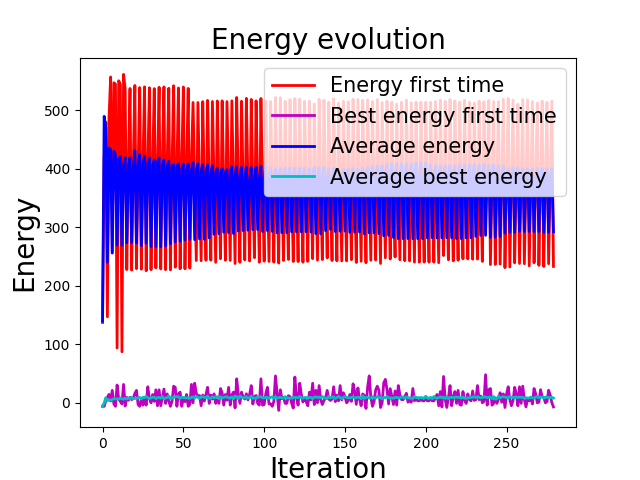 Energy evolution
Energy first time
Best energy first time
Average energy
Average best energy
Energy
500
400
300
200
100
0
0 50 100 150 200 250
Iteration